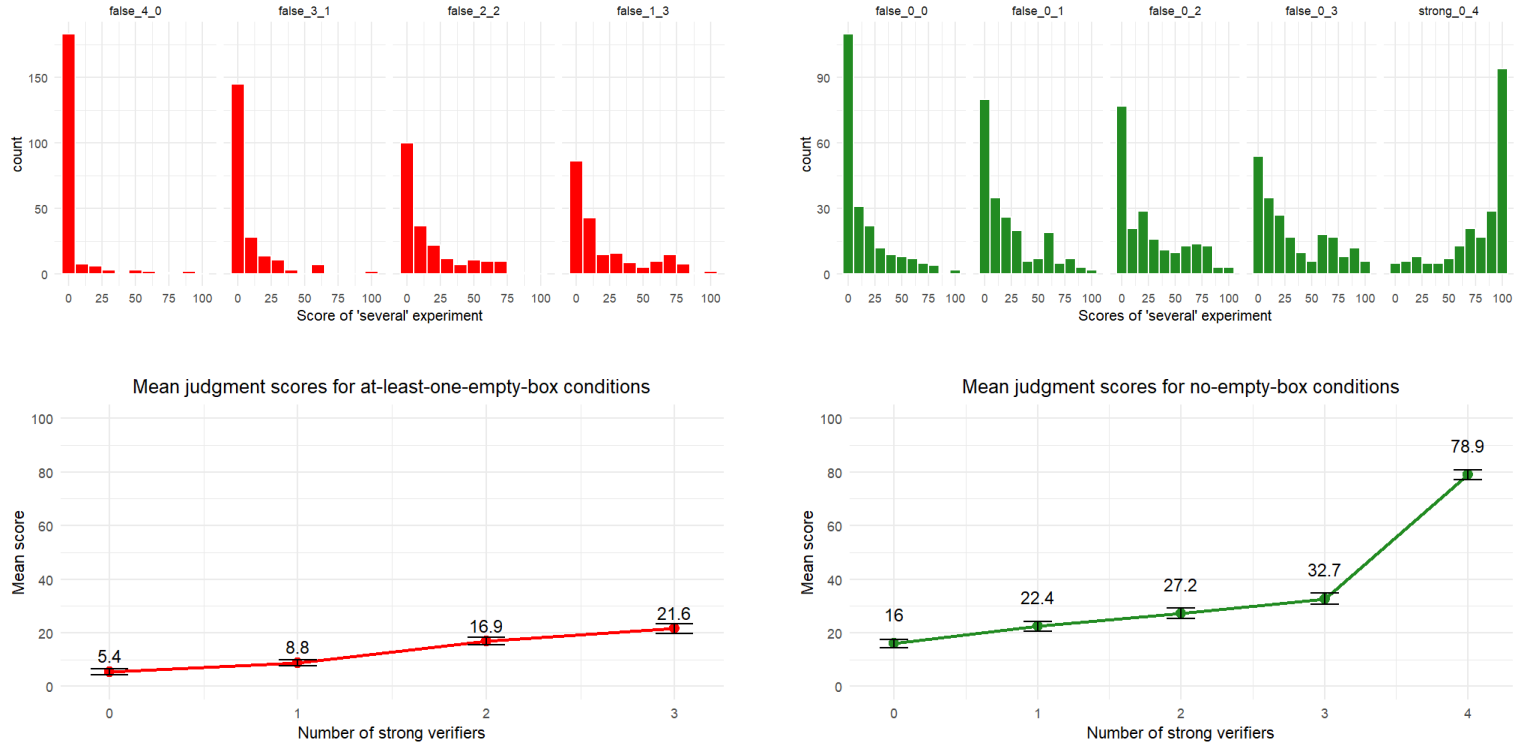 false_4_0 false_3_1 false_2_2 false_1_3
150
100
50
0
count
0 25 50 75 100 0 25 50 75 100 0 25 50 75 100 0 25 50 75 100
Score of 'several' experiment
false_0_0 false_0_1 false_0_2 false_0_3 strong_0_4
90
60
30
0
count
0 25 50 75 100 0 25 50 75 100 0 25 50 75 100 0 25 50 75 100 0 25 50 75 100
Scores of 'several' experiment
Mean judgment scores for at-least-one-empty-box conditions
100
80
60
40
20
0
Mean score
5.4 8.8 16.9 21.6
0 1 2 3
Number of strong verifiers
Mean judgment scores for no-empty-box conditions
100
80
60
40
20
0
Mean score
16 22.4 27.2 32.7 78.9
0 1 2 3 4
Number of strong verifiers